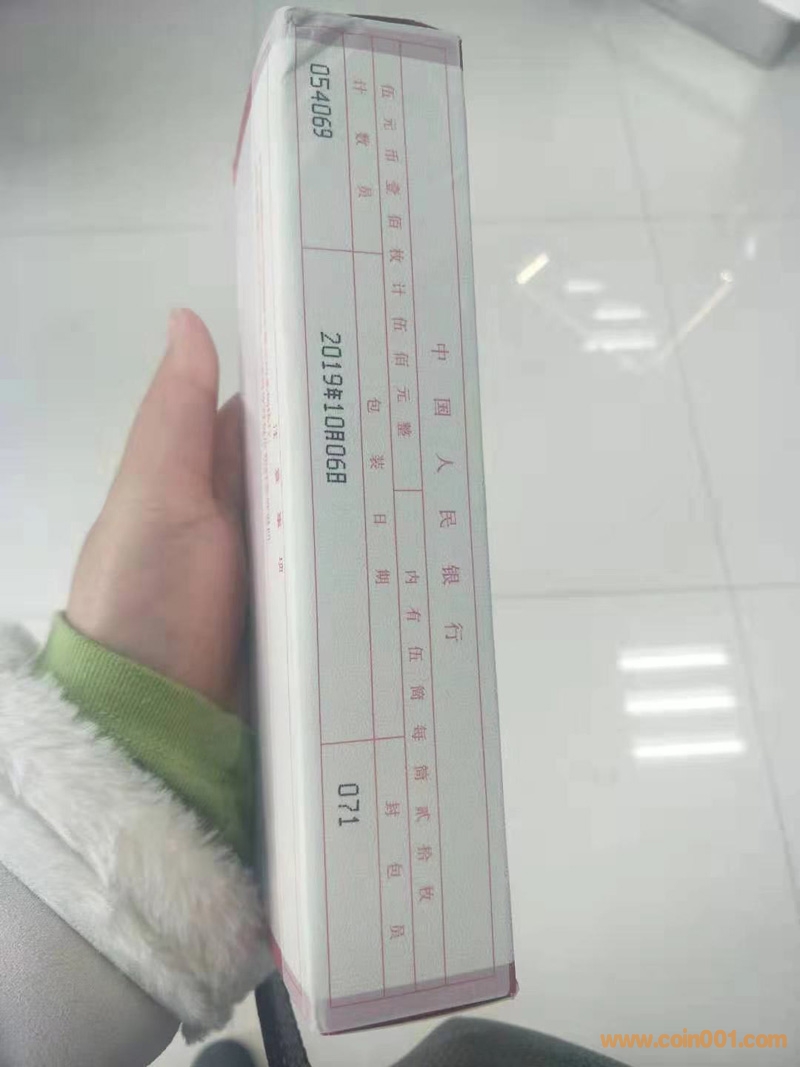 中国人民银行
伍元币壹佰枚计伍佰元整
内有伍筒每筒贰拾枚
计数员
包装日期
封包员
054069
2019年10月06日
071
www.coin001.com